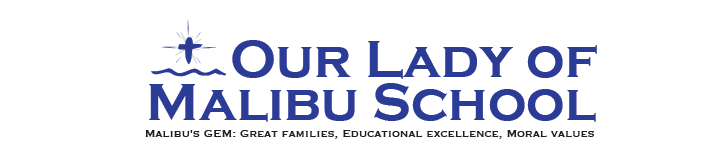 Our Lady of
Malibu School
Malibu's GEM: Great families, Educational excellence, Moral values